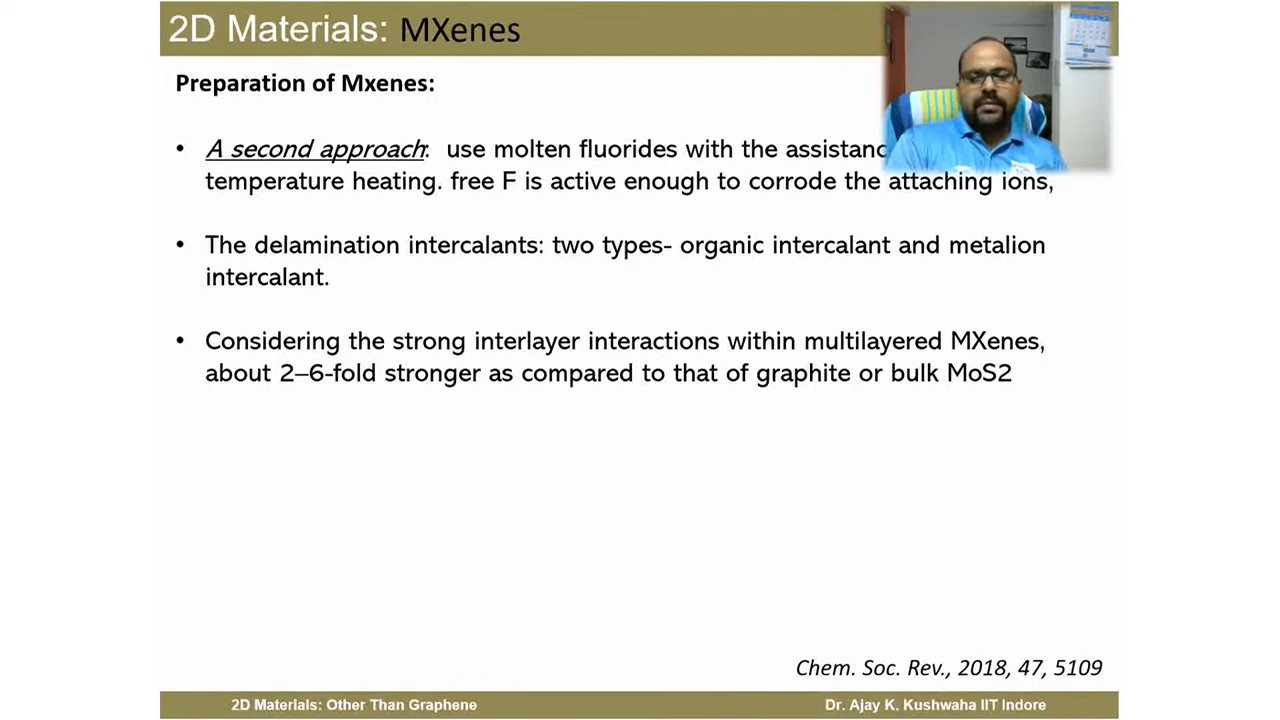 2D Materials: MXenes
Preparation of Mxenes:
• A second approach: use molten fluorides with the
temperature heating. free F is active enough to corrode the attaching ions,
• The delamination intercalants: two types- organic intercalant and metalion
intercalant.
• Considering the strong interlayer interactions within multilayered MXenes,
about 2–6-fold stronger as compared to that of graphite or bulk MoS2
Chem. Soc. Rev., 2018, 47, 5109
2D Materials: Other Than Graphene
Dr. Ajay K. Kushwaha IIT Indore